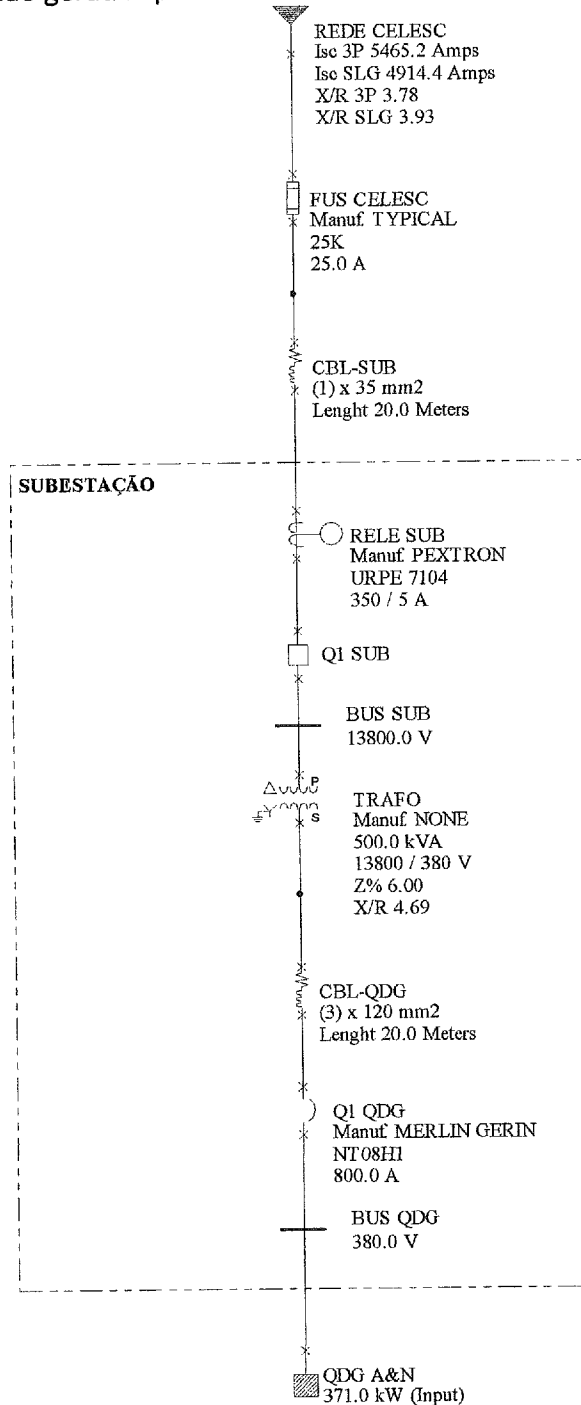 REDE CELESC
Isc 3P 5465.2 Amps
Isc SLG 4914.4 Amps
X/R 3P 3.78
X/R SLG 3.93
FUS CELESC
Manuf. TYPICAL
25K
25.0 A
CBL-SUB
(1) x 35 mm2
Lenght 20.0 Meters
SUBESTAÇÃO
RELE SUB
Manuf. PEXTRON
URPE 7104
350 / 5 A
Q1 SUB
BUS SUB
13800.0 V
P
S
TRAFO
Manuf. NONE
500.0 kVA
13800 / 380 V
Z% 6.00
X/R 4.69
CBL-QDG
(3) x 120 mm2
Lenght 20.0 Meters
Q1 QDG
Manuf. MERLIN GERIN
NT08H1
800.0 A
BUS QDG
380.0 V
QDG A&N
371.0 kW (Input)